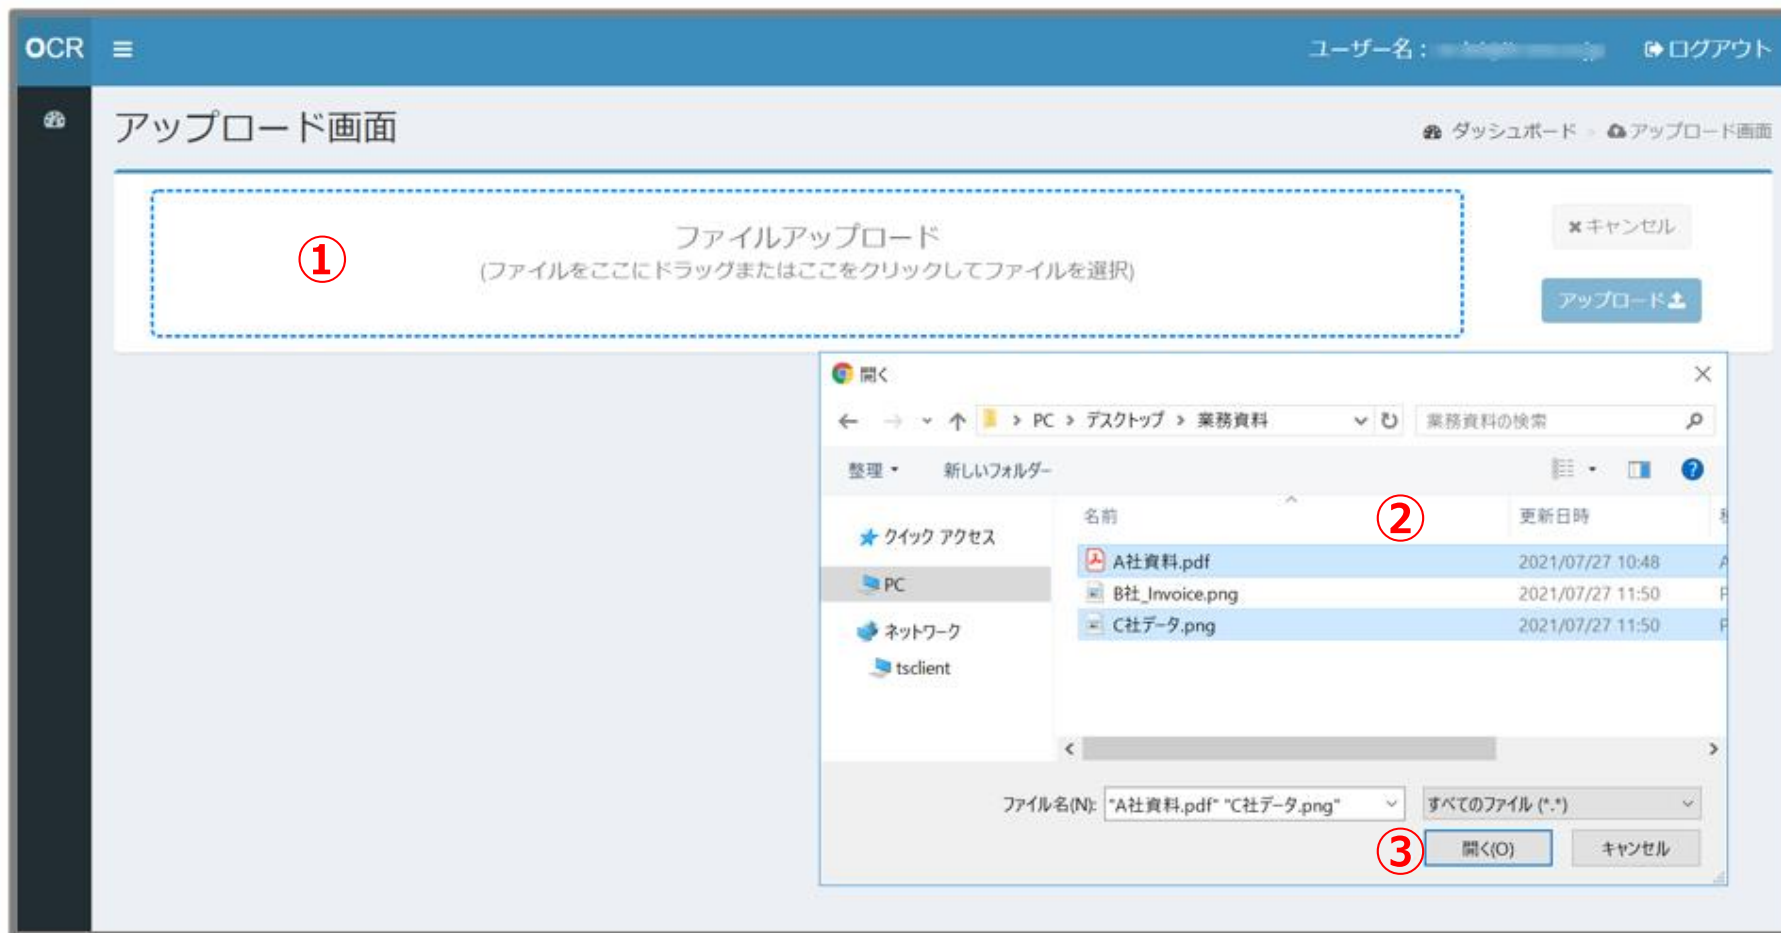 OCR ユーザー名： ログアウト
アップロード画面 ダッシュボード > アップロード画面
① ファイルアップロード
(ファイルをここにドラッグまたはここをクリックしてファイルを選択)
キャンセル
アップロード
開く
PC > デスクトップ > 業務資料 業務資料の検索
整理 新しいフォルダー
名前 ② 更新日時
クイック アクセス
PC
ネットワーク
tsclient
A社資料.pdf 2021/07/27 10:48
B社_Invoice.png 2021/07/27 11:50
C社データ.png 2021/07/27 11:50
ファイル名(N): "A社資料.pdf" "C社データ.png" すべてのファイル (*.*)
③ 開く(O) キャンセル